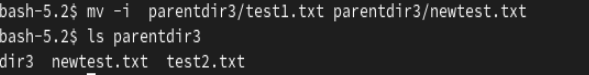 bash-5.2$ mv -i  parentdir3/test1.txt parentdir3/newtest.txt
bash-5.2$ ls parentdir3
dir3  newtest.txt  test2.txt